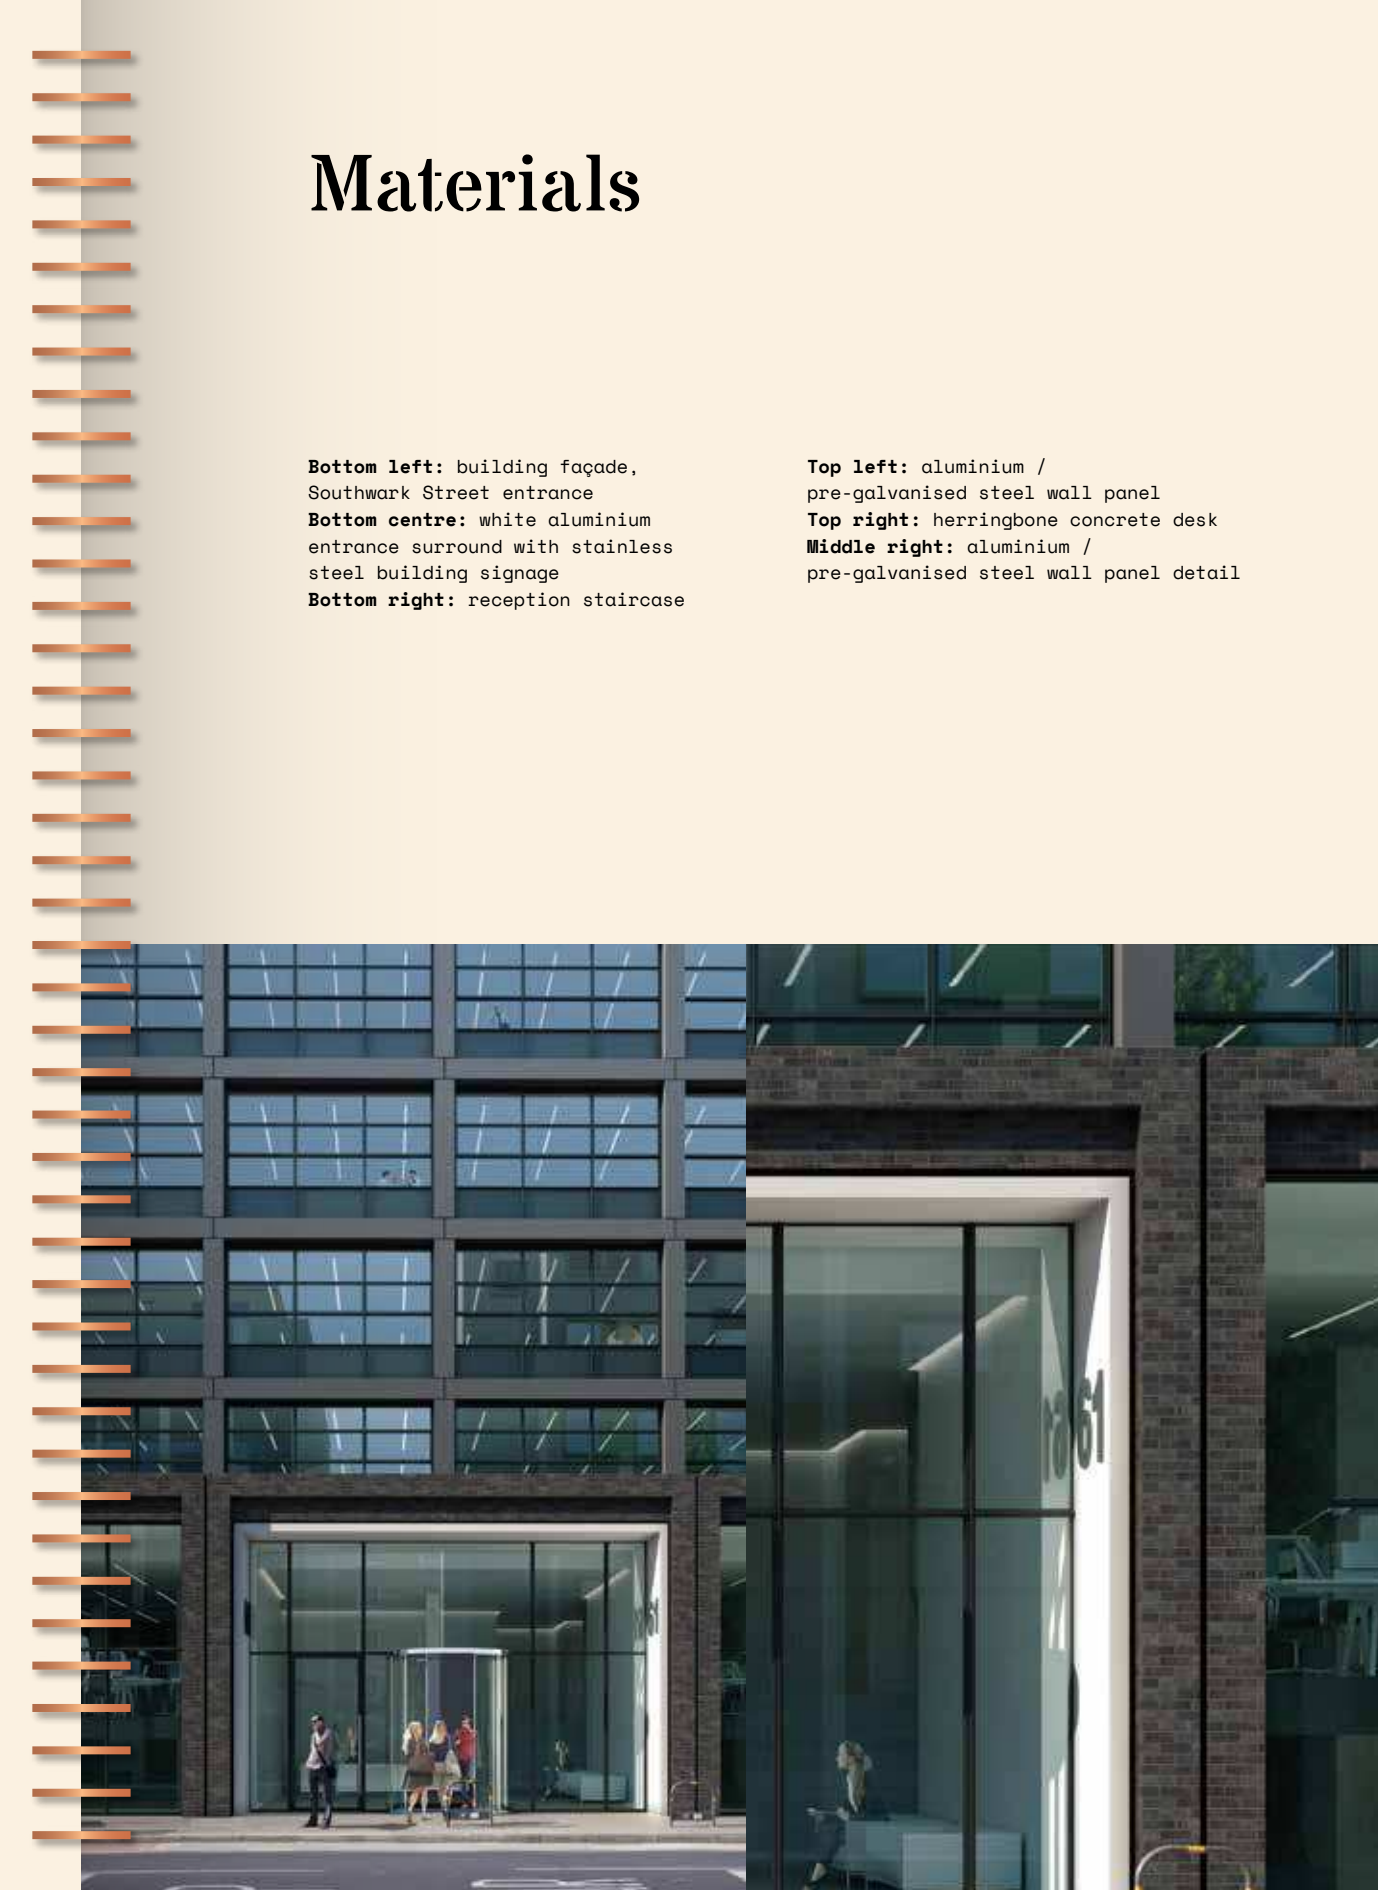 Materials
Bottom left: building façade,
Southwark Street entrance
Bottom centre: white aluminium
entrance surround with stainless
steel building signage
Bottom right: reception staircase
Top left: aluminium /
pre-galvanised steel wall panel
Top right: herringbone concrete desk
Middle right: aluminium /
pre-galvanised steel wall panel detail
61